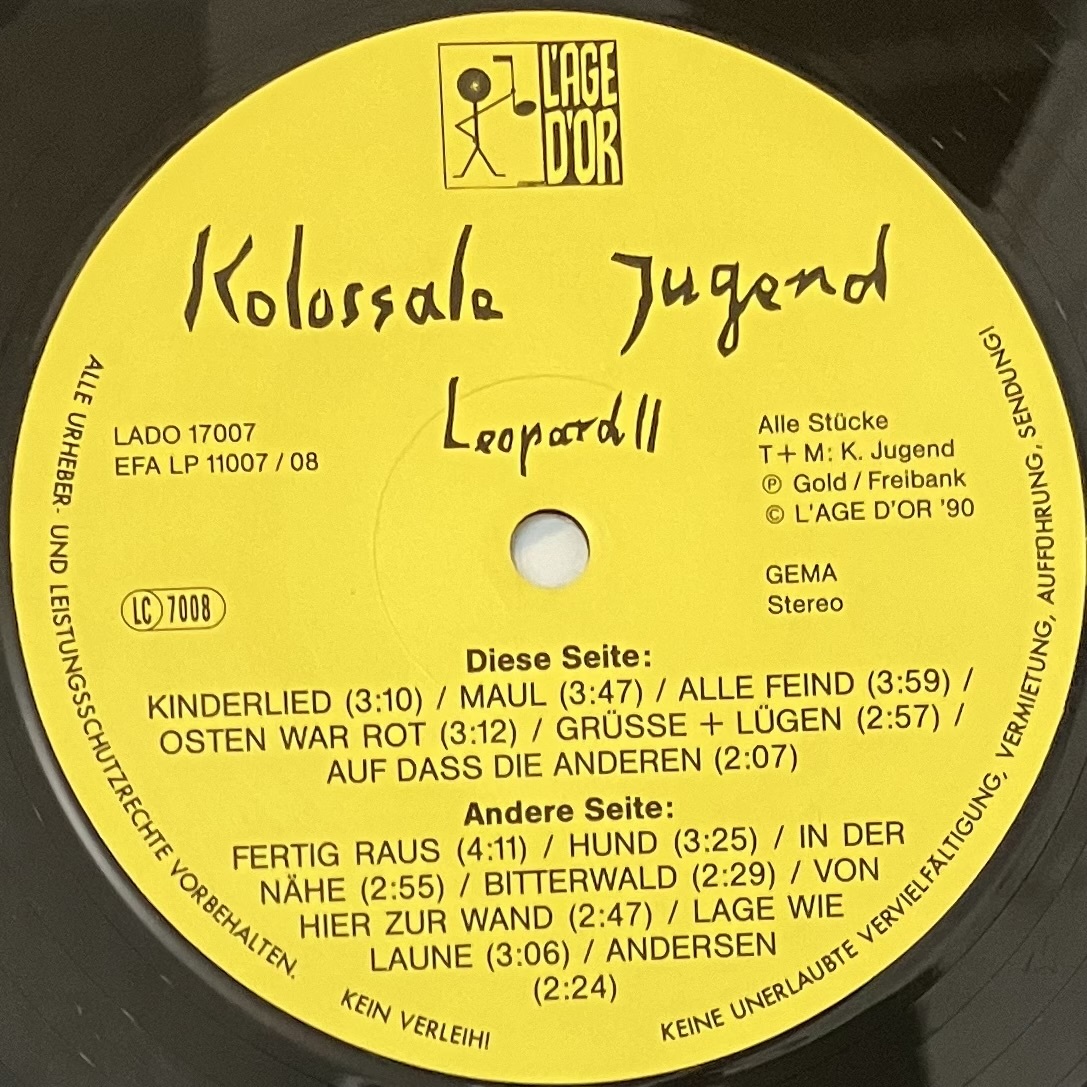 L'AGE
D'OR
Kolossale Jugend
Leopard II
LADO 17007
EFA LP 11007 / 08
Alle Stücke
T + M: K. Jugend
Ⓟ Gold / Freibank
© L'AGE D'OR '90
GEMA
Stereo
LC 7008
Diese Seite:
KINDERLIED (3:10) / MAUL (3:47) / ALLE FEIND (3:59) /
OSTEN WAR ROT (3:12) / GRÜSSE + LÜGEN (2:57) /
AUF DASS DIE ANDEREN (2:07)
Andere Seite:
FERTIG RAUS (4:11) / HUND (3:25) / IN DER
NÄHE (2:55) / BITTERWALD (2:29) / VON
HIER ZUR WAND (2:47) / LAGE WIE
LAUNE (3:06) / ANDERSEN
(2:24)
ALLE URHEBER- UND LEISTUNGSSCHUTZRECHTE VORBEHALTEN. KEIN VERLEIH! KEINE UNERLAUBTE VERVIELFÄLTIGUNG, VERMIETUNG, AUFFÜHRUNG, SENDUNG!